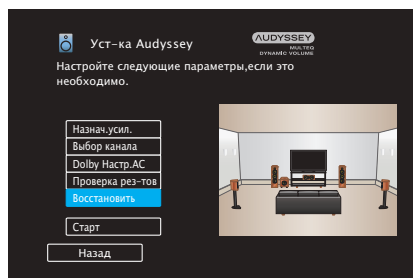 Уст-ка Audyssey
AUDYSSEY
MULTEQ
DYNAMIC VOLUME
Настройте следующие параметры,если это
необходимо.
Назнач.усил.
Выбор канала
Dolby Настр.АС
Проверка рез-тов
Восстановить
Старт
Назад